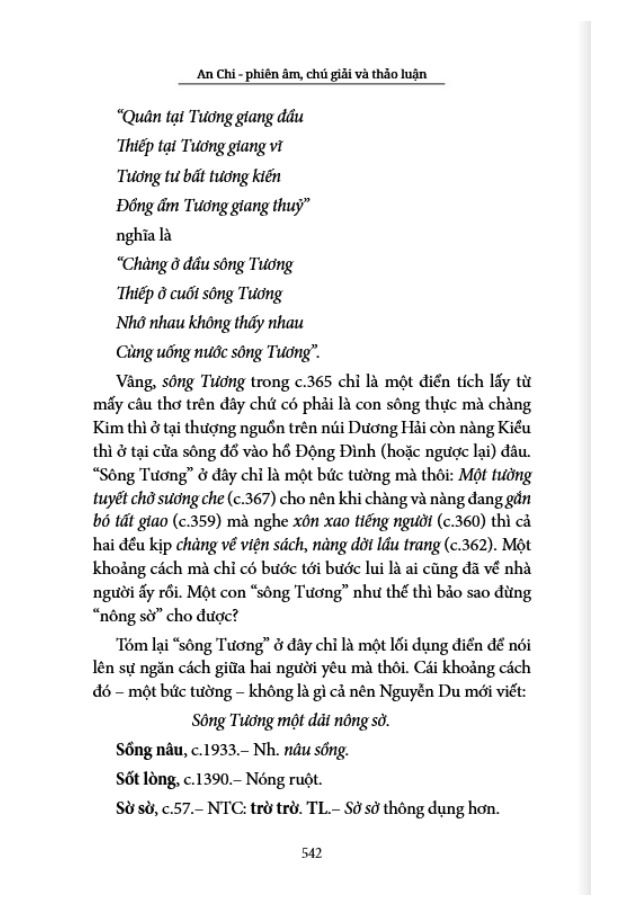 An Chi - phiên âm, chú giải và thảo luận
“Quân tại Tương giang đầu
Thiếp tại Tương giang vĩ
Tương tư bất tương kiến
Đồng ẩm Tương giang thuỷ”
nghĩa là
“Chàng ở đầu sông Tương
Thiếp ở cuối sông Tương
Nhớ nhau không thấy nhau
Cùng uống nước sông Tương”.
Vâng, sông Tương trong c.365 chỉ là một điển tích lấy từ
mấy câu thơ trên đây chứ có phải là con sông thực mà chàng
Kim thì ở tại thượng nguồn trên núi Dương Hải còn nàng Kiều
thì ở tại cửa sông đổ vào hồ Động Đình (hoặc ngược lại) đâu.
“Sông Tương” ở đây chỉ là một bức tường mà thôi: Một tường
tuyết chở sương che (c.367) cho nên khi chàng và nàng đang gắn
bó tất giao (c.359) mà nghe xôn xao tiếng người (c.360) thì cả
hai đều kịp chàng về viện sách, nàng dời lầu trang (c.362). Một
khoảng cách mà chỉ có bước tới bước lui là ai cũng đã về nhà
người ấy rồi. Một con “sông Tương” như thế thì bảo sao đừng
“nông sờ” cho được?
Tóm lại “sông Tương” ở đây chỉ là một lối dụng điển để nói
lên sự ngăn cách giữa hai người yêu mà thôi. Cái khoảng cách
đó – một bức tường – không là gì cả nên Nguyễn Du mới viết:
Sông Tương một dải nông sờ.
Sồng nâu, c.1933.– Nh. nâu sồng.
Sốt lòng, c.1390.– Nóng ruột.
Sờ sờ, c.57.– NTC: trờ trờ. TL.– Sờ sờ thông dụng hơn.
542